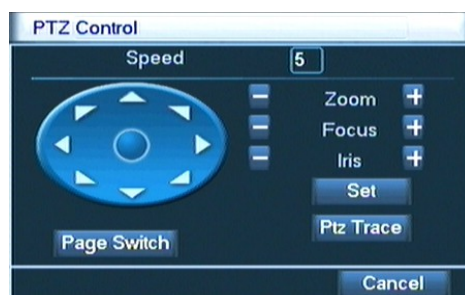 PTZ Control
Speed 5
Zoom
Focus
Iris
Set
Ptz Trace
Page Switch
Cancel